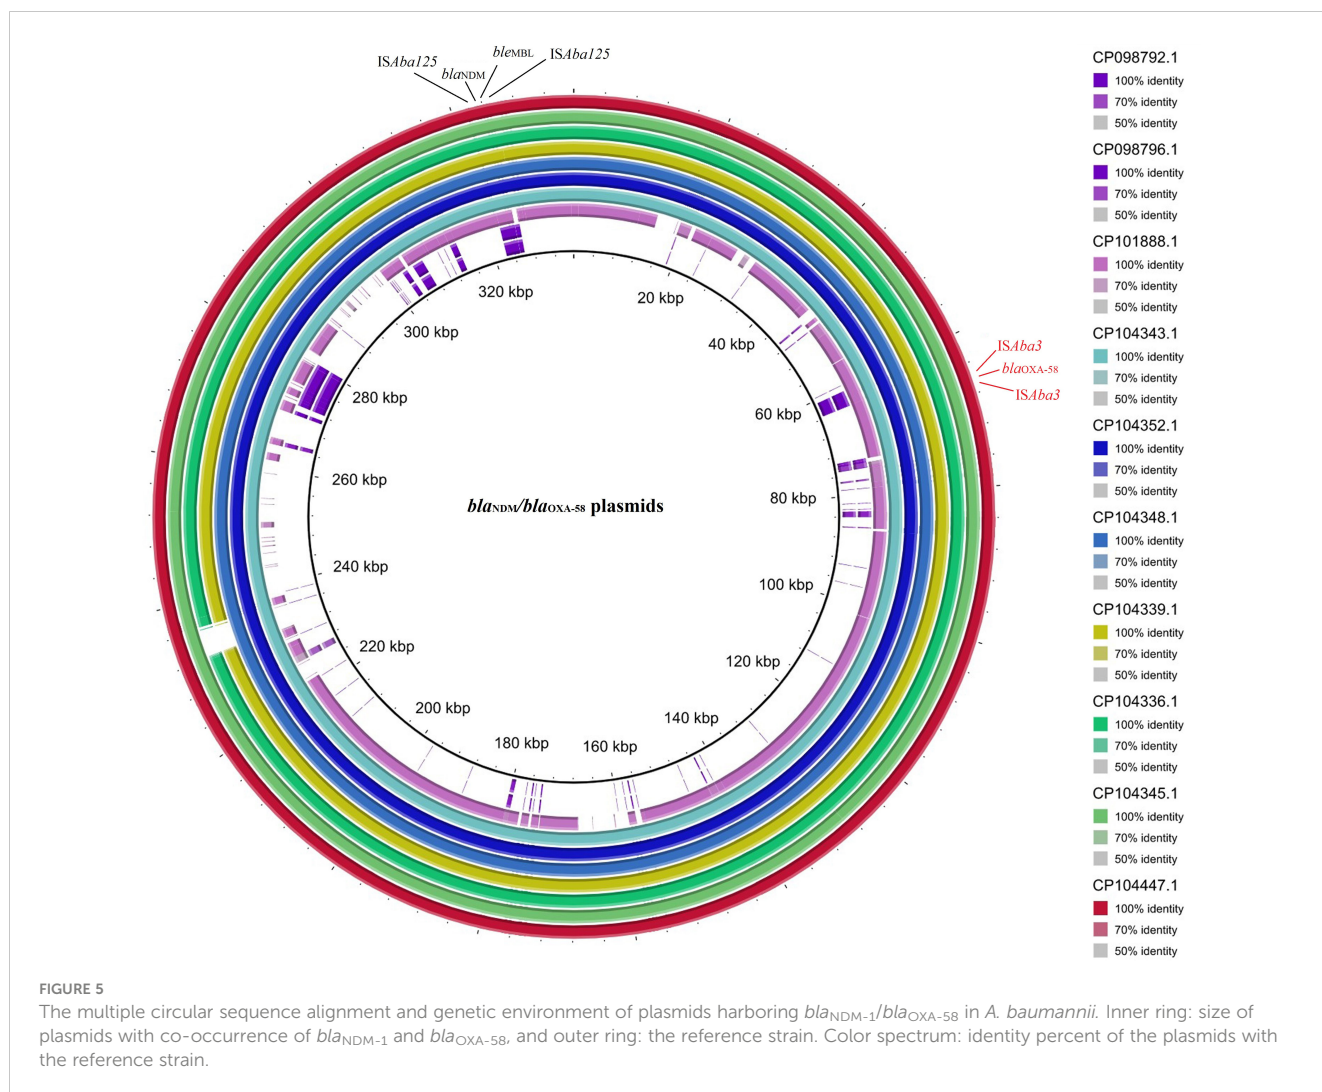 ISAba125
blaNDM
bleMBL
ISAba125
ISAba3
blaOXA-58
ISAba3
20 kbp
40 kbp
60 kbp
80 kbp
100 kbp
120 kbp
140 kbp
160 kbp
180 kbp
200 kbp
220 kbp
240 kbp
260 kbp
280 kbp
300 kbp
320 kbp
blaNDM/blaOXA-58 plasmids
CP098792.1
100% identity
70% identity
50% identity
CP098796.1
100% identity
70% identity
50% identity
CP101888.1
100% identity
70% identity
50% identity
CP104343.1
100% identity
70% identity
50% identity
CP104352.1
100% identity
70% identity
50% identity
CP104348.1
100% identity
70% identity
50% identity
CP104339.1
100% identity
70% identity
50% identity
CP104336.1
100% identity
70% identity
50% identity
CP104345.1
100% identity
70% identity
50% identity
CP104447.1
100% identity
70% identity
50% identity
FIGURE 5
The multiple circular sequence alignment and genetic environment of plasmids harboring blaNDM-1/blaOXA-58 in A. baumannii. Inner ring: size of
plasmids with co-occurrence of blaNDM-1 and blaOXA-58, and outer ring: the reference strain. Color spectrum: identity percent of the plasmids with
the reference strain.